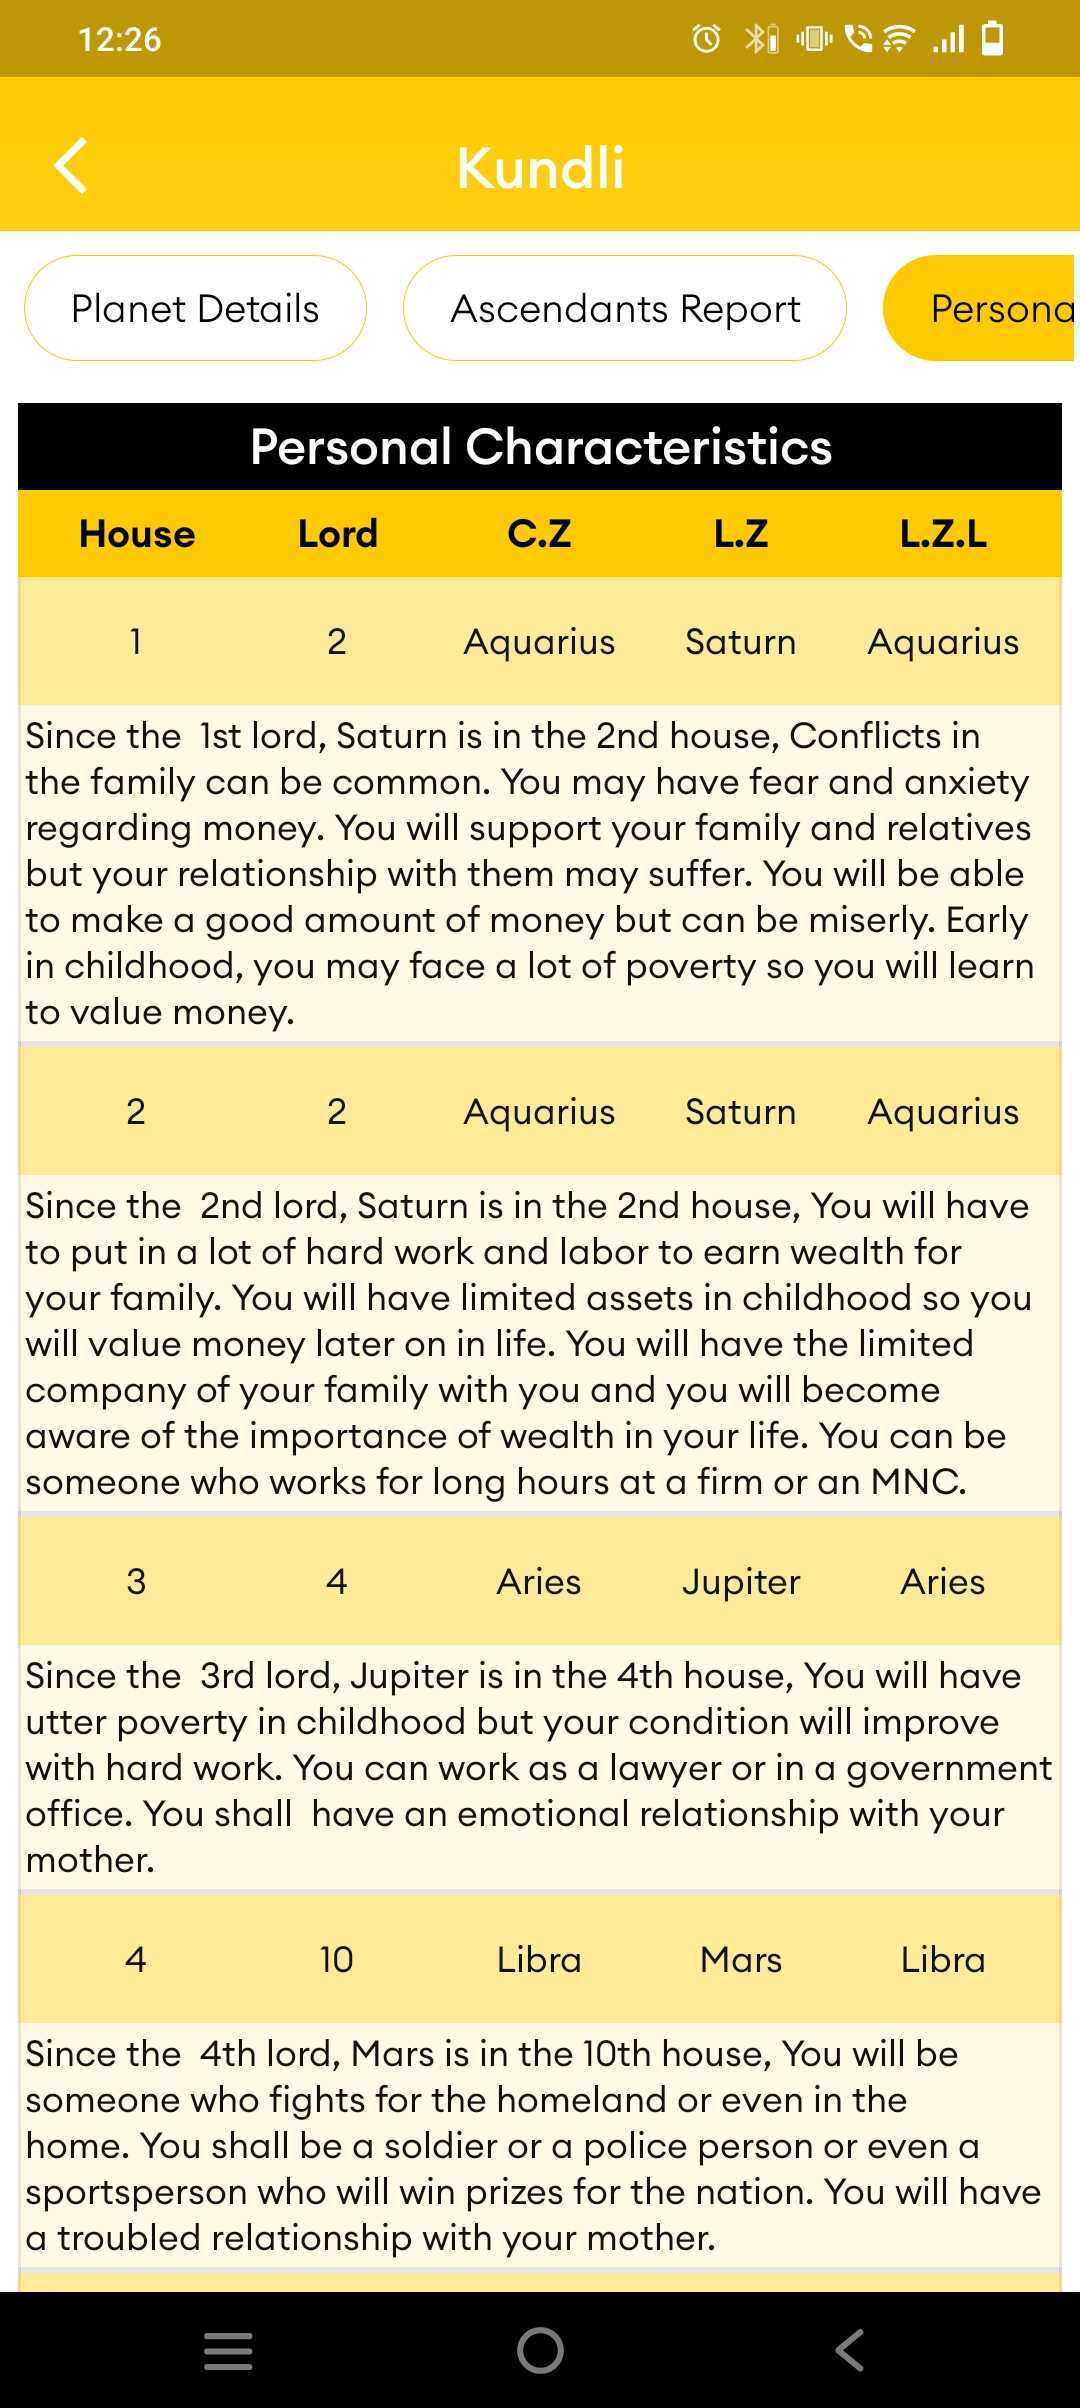 12:26
Kundli
Planet Details
Ascendants Report
Persona
Personal Characteristics
House Lord C.Z L.Z L.Z.L
1 2 Aquarius Saturn Aquarius
Since the  1st lord, Saturn is in the 2nd house, Conflicts in
the family can be common. You may have fear and anxiety
regarding money. You will support your family and relatives
but your relationship with them may suffer. You will be able
to make a good amount of money but can be miserly. Early
in childhood, you may face a lot of poverty so you will learn
to value money.
2 2 Aquarius Saturn Aquarius
Since the  2nd lord, Saturn is in the 2nd house, You will have
to put in a lot of hard work and labor to earn wealth for
your family. You will have limited assets in childhood so you
will value money later on in life. You will have the limited
company of your family with you and you will become
aware of the importance of wealth in your life. You can be
someone who works for long hours at a firm or an MNC.
3 4 Aries Jupiter Aries
Since the  3rd lord, Jupiter is in the 4th house, You will have
utter poverty in childhood but your condition will improve
with hard work. You can work as a lawyer or in a government
office. You shall  have an emotional relationship with your
mother.
4 10 Libra Mars Libra
Since the  4th lord, Mars is in the 10th house, You will be
someone who fights for the homeland or even in the
home. You shall be a soldier or a police person or even a
sportsperson who will win prizes for the nation. You will have
a troubled relationship with your mother.